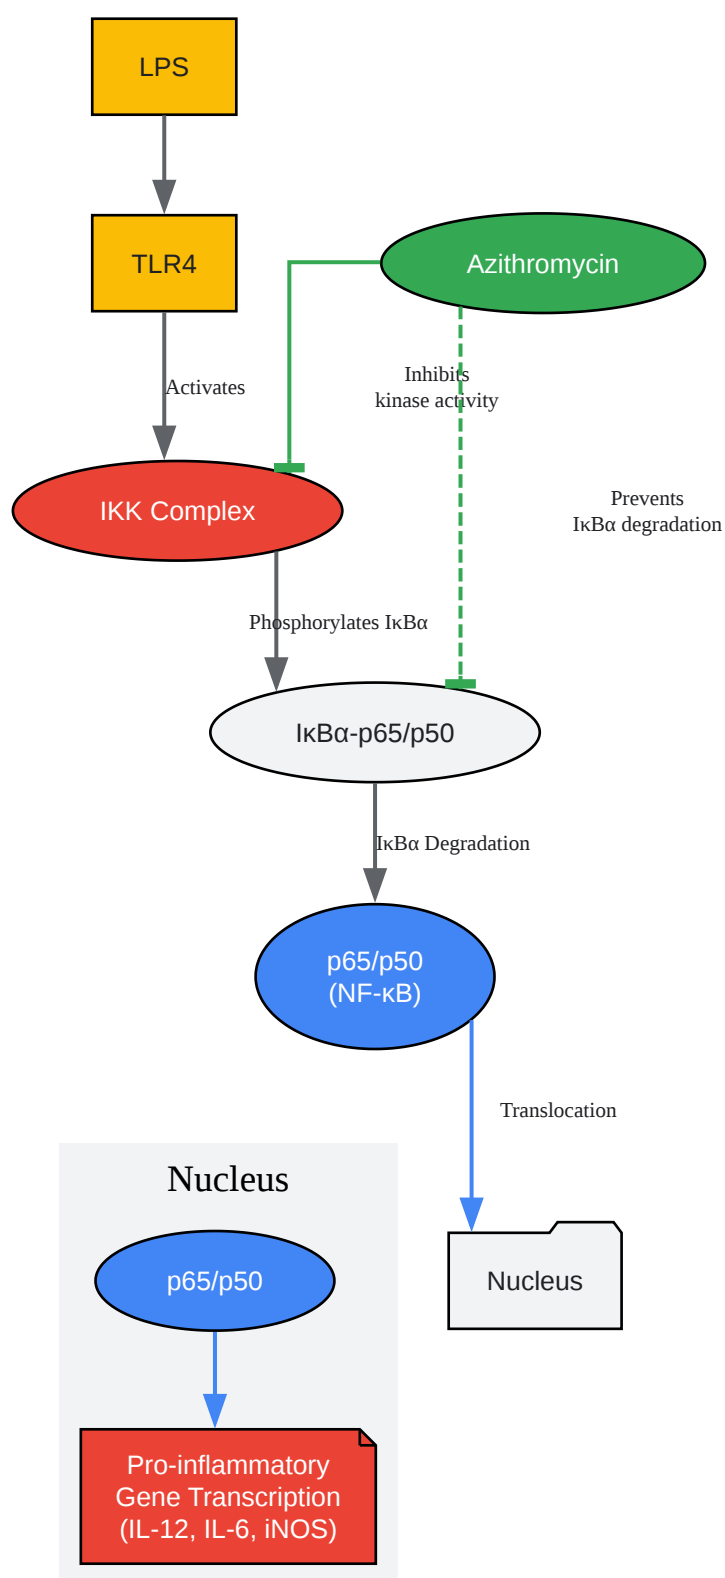 LPS
TLR4
Azithromycin
Activates
Inhibits
kinase activity
Prevents
IκBα degradation
IKK Complex
Phosphorylates IκBα
IκBα-p65/p50
IκBα Degradation
p65/p50
(NF-κB)
Translocation
Nucleus
p65/p50
Nucleus
Pro-inflammatory
Gene Transcription
(IL-12, IL-6, iNOS)